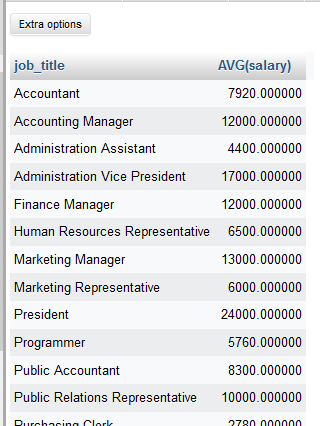 Extra options
job_title AVG(salary)
Accountant 7920.000000
Accounting Manager 12000.000000
Administration Assistant 4400.000000
Administration Vice President 17000.000000
Finance Manager 12000.000000
Human Resources Representative 6500.000000
Marketing Manager 13000.000000
Marketing Representative 6000.000000
President 24000.000000
Programmer 5760.000000
Public Accountant 8300.000000
Public Relations Representative 10000.000000
Purchasing Clerk 2780.000000